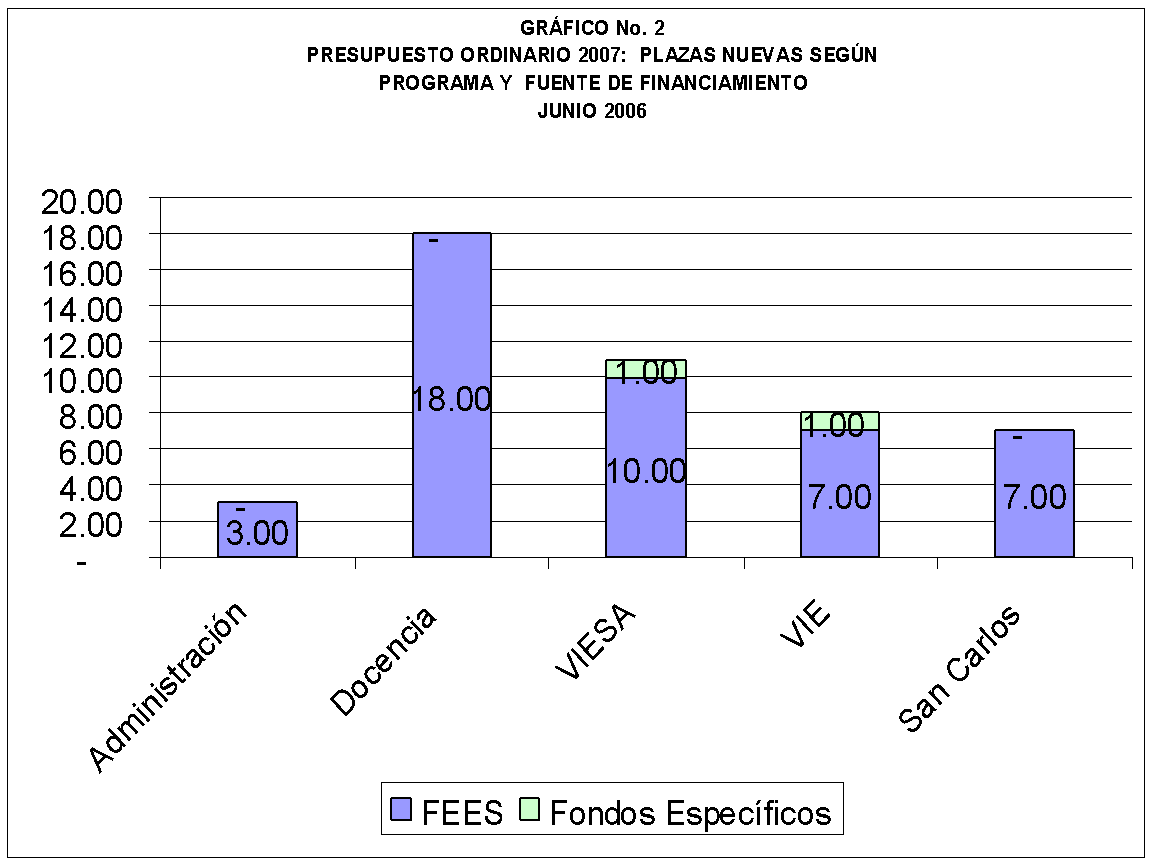 GRÁFICO No. 2
PRESUPUESTO ORDINARIO 2007:  PLAZAS NUEVAS SEGÚN
PROGRAMA Y  FUENTE DE FINANCIAMIENTO
JUNIO 2006
20.00
18.00
16.00
14.00
12.00
10.00
8.00
6.00
4.00
2.00
-
-
3.00
-
18.00
1.00
10.00
1.00
7.00
-
7.00
Administración
Docencia
VIESA
VIE
San Carlos
FEES Fondos Específicos